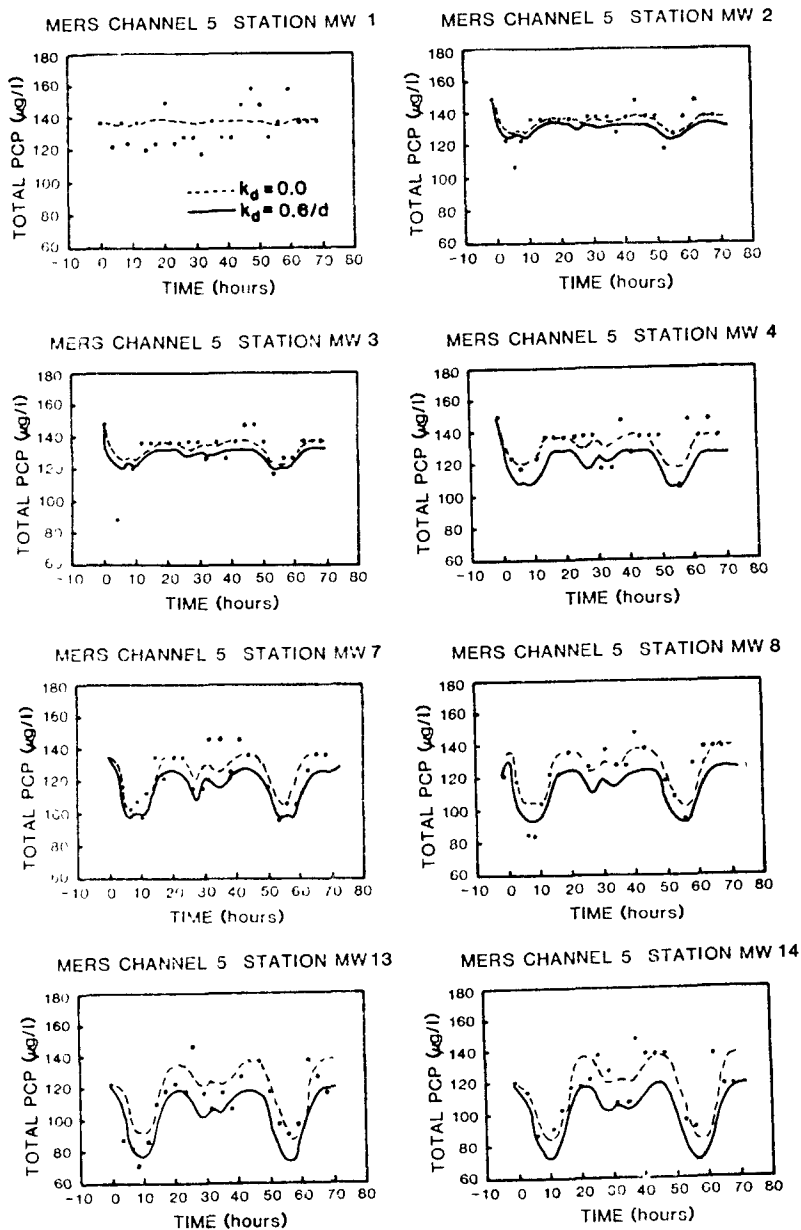 MERS CHANNEL 5 STATION MW 1
TOTAL PCP (µg/l)
180
160
140
120
100
80
60
k_d = 0.0
k_d = 0.6/d
-10 0 10 20 30 40 50 60 70 80
TIME (hours)
MERS CHANNEL 5 STATION MW 2
TOTAL PCP (µg/l)
180
160
140
120
100
80
60
-10 0 10 20 30 40 50 60 70 80
TIME (hours)
MERS CHANNEL 5 STATION MW 3
TOTAL PCP (µg/l)
180
160
140
120
100
80
60
-10 0 10 20 30 40 50 60 70 80
TIME (hours)
MERS CHANNEL 5 STATION MW 4
TOTAL PCP (µg/l)
180
160
140
120
100
80
60
-10 0 10 20 30 40 50 60 70 80
TIME (hours)
MERS CHANNEL 5 STATION MW 7
TOTAL PCP (µg/l)
180
160
140
120
100
80
60
-10 0 10 20 30 40 50 60 70 80
TIME (hours)
MERS CHANNEL 5 STATION MW 8
TOTAL PCP (µg/l)
180
160
140
120
100
80
60
-10 0 10 20 30 40 50 60 70 80
TIME (hours)
MERS CHANNEL 5 STATION MW 13
TOTAL PCP (µg/l)
180
160
140
120
100
80
60
-10 0 10 20 30 40 50 60 70 80
TIME (hours)
MERS CHANNEL 5 STATION MW 14
TOTAL PCP (µg/l)
180
160
140
120
100
80
60
-10 0 10 20 30 40 50 60 70 80
TIME (hours)